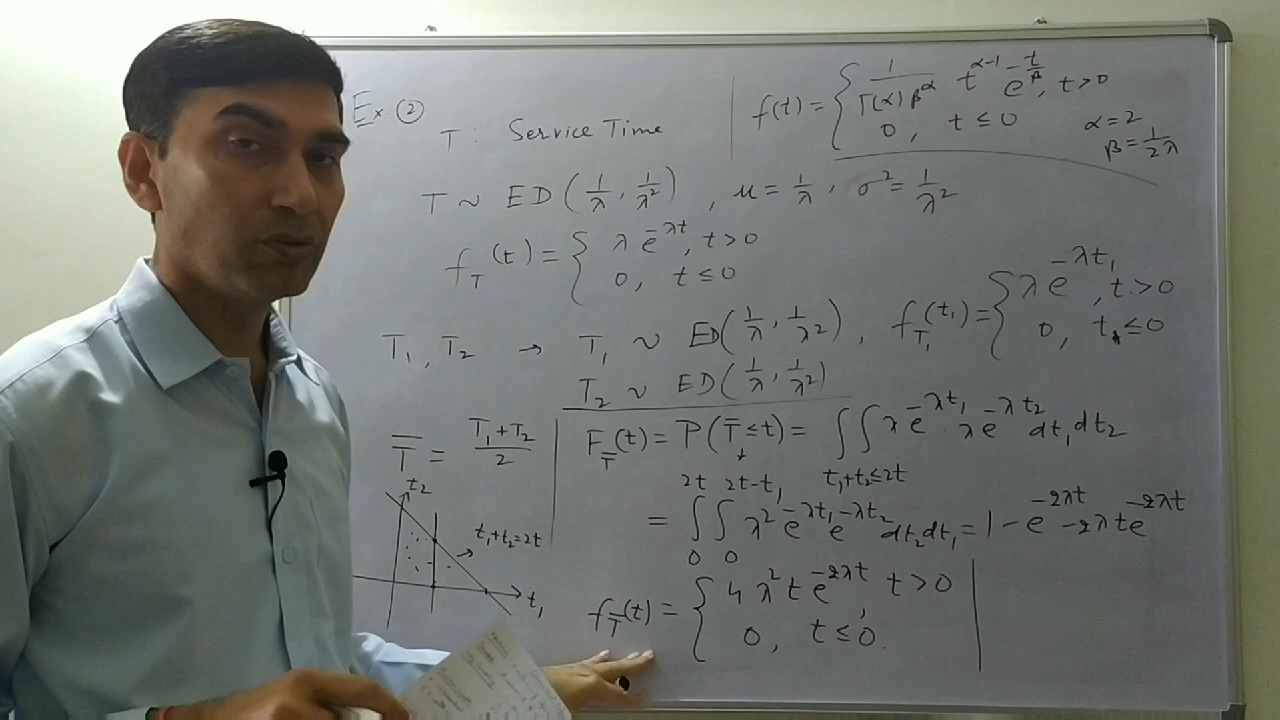 Ex ②
T: Service Time
f(t) = { 1/(Γ(α) β^α) t^(α-1) e^(-t/β), t > 0
0, t ≤ 0
α = 2
β = 1/2λ
T ~ ED(1/λ, 1/λ²), μ = 1/λ, σ² = 1/λ²
f_T(t) = { λ e^(-λt), t > 0
0, t ≤ 0
T₁, T₂ → T₁ ~ ED(1/λ, 1/λ²), f_T₁(t₁) = { λ e^(-λt₁), t > 0
0, t₁ ≤ 0
T₂ ~ ED(1/λ, 1/λ²)
T̅ = (T₁+T₂)/2
F_T̅(t) = P(T̅ ≤ t) = ∫∫ λ e^(-λt₁) λ e^(-λt₂) dt₁ dt₂
t₁+t₂≤2t
= ∫₀^(2t) ∫₀^(2t-t₁) λ² e^(-λt₁) e^(-λt₂) dt₂ dt₁ = 1 - e^(-2λt) - 2λt e^(-2λt)
t₂
t₁+t₂=2t
t₁
f_T̅(t) = { 4λ² t e^(-2λt), t > 0
0, t ≤ 0.